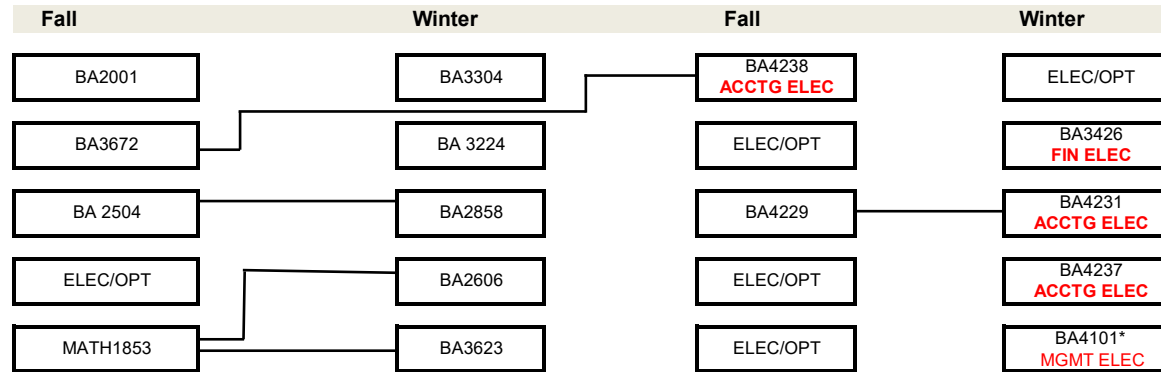 Fall Winter Fall Winter
BA2001 BA3304 BA4238 ELEC/OPT
ACCTG ELEC
BA3672 BA 3224 ELEC/OPT BA3426
FIN ELEC
BA 2504 BA2858 BA4229 BA4231
ACCTG ELEC
ELEC/OPT BA2606 ELEC/OPT BA4237
ACCTG ELEC
MATH1853 BA3623 ELEC/OPT BA4101*
MGMT ELEC